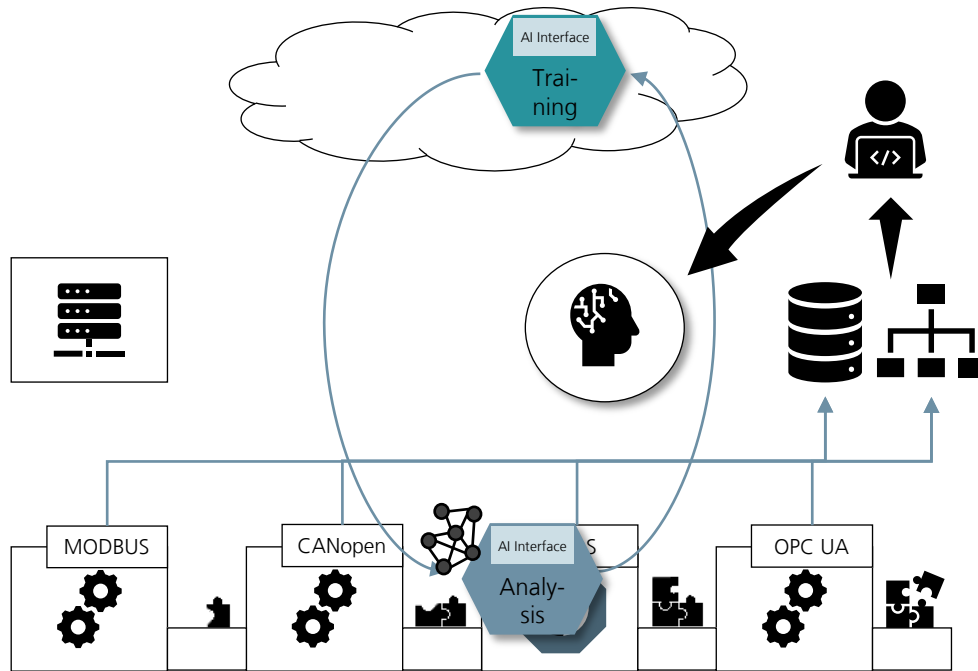 AI Interface
Trai-
ning
</>
MODBUS
CANopen
AI Interface
S
OPC UA
Analy-
sis